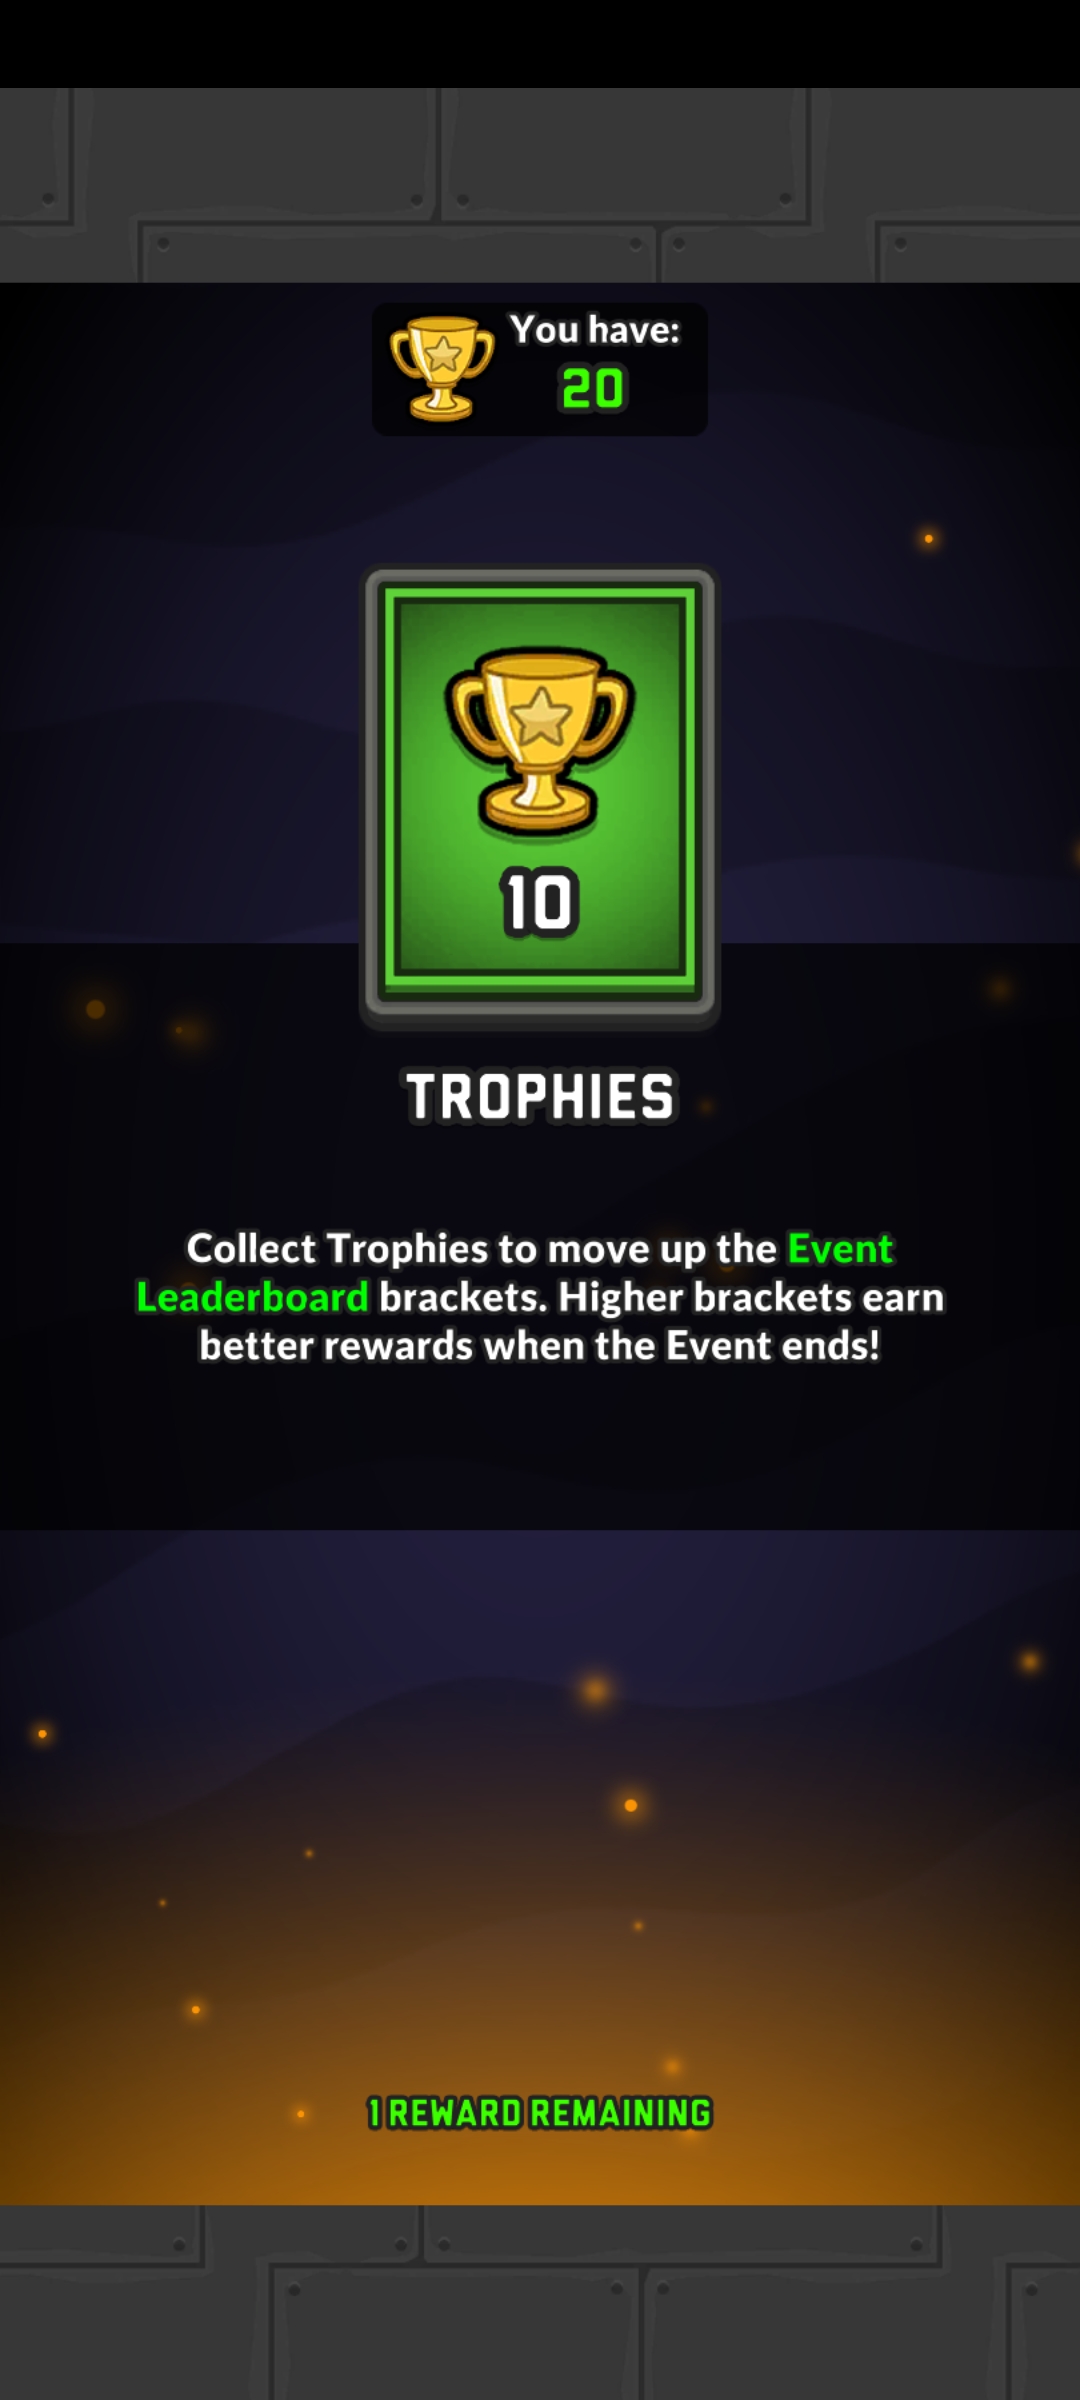 You have:
20
10
TROPHIES
Collect Trophies to move up the Event
Leaderboard brackets. Higher brackets earn
better rewards when the Event ends!
1 REWARD REMAINING